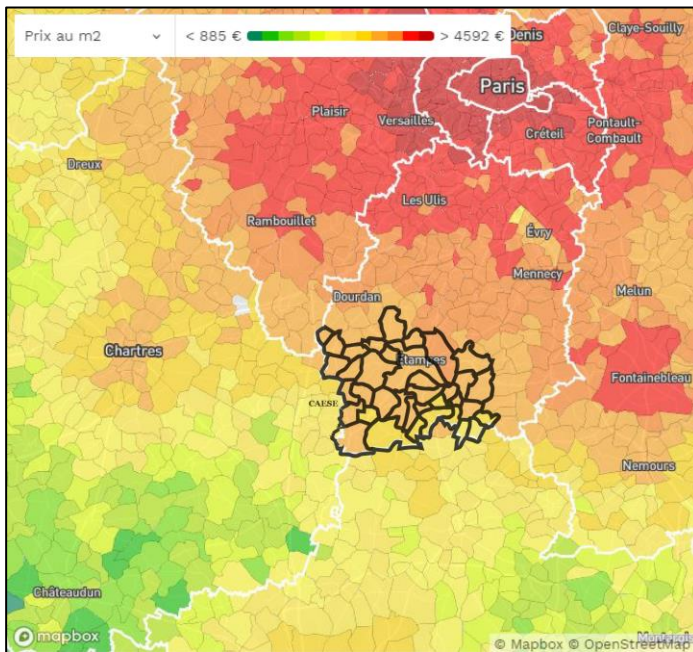 Prix au m2
< 885 €
> 4592 €
Denis
Claye-Souilly
Paris
Plaisir
Versailles
Créteil
Pontault-
Combault
Dreux
Les Ulis
Rambouillet
Évry
Mennecy
Dourdan
Melun
Chartres
Étampes
Fontainebleau
CAESE
Nemours
Châteaudun
mapbox
© Mapbox © OpenStreetMap